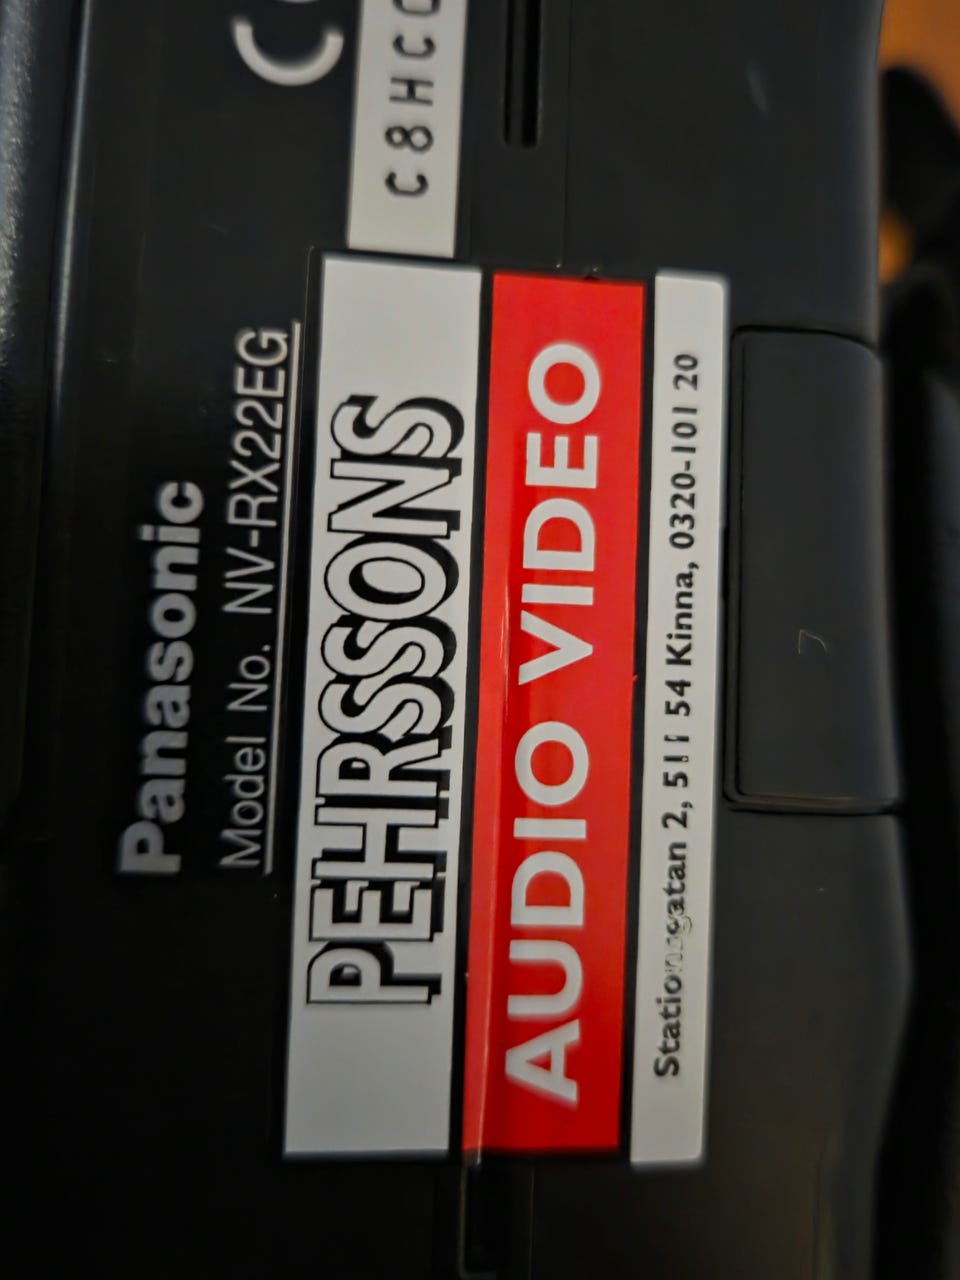 Panasonic
Model No. NV-RX22EG
C8HC
PEHRSSONS
AUDIO VIDEO
Stationsgatan 2, 511 54 Kinna, 0320-101 20